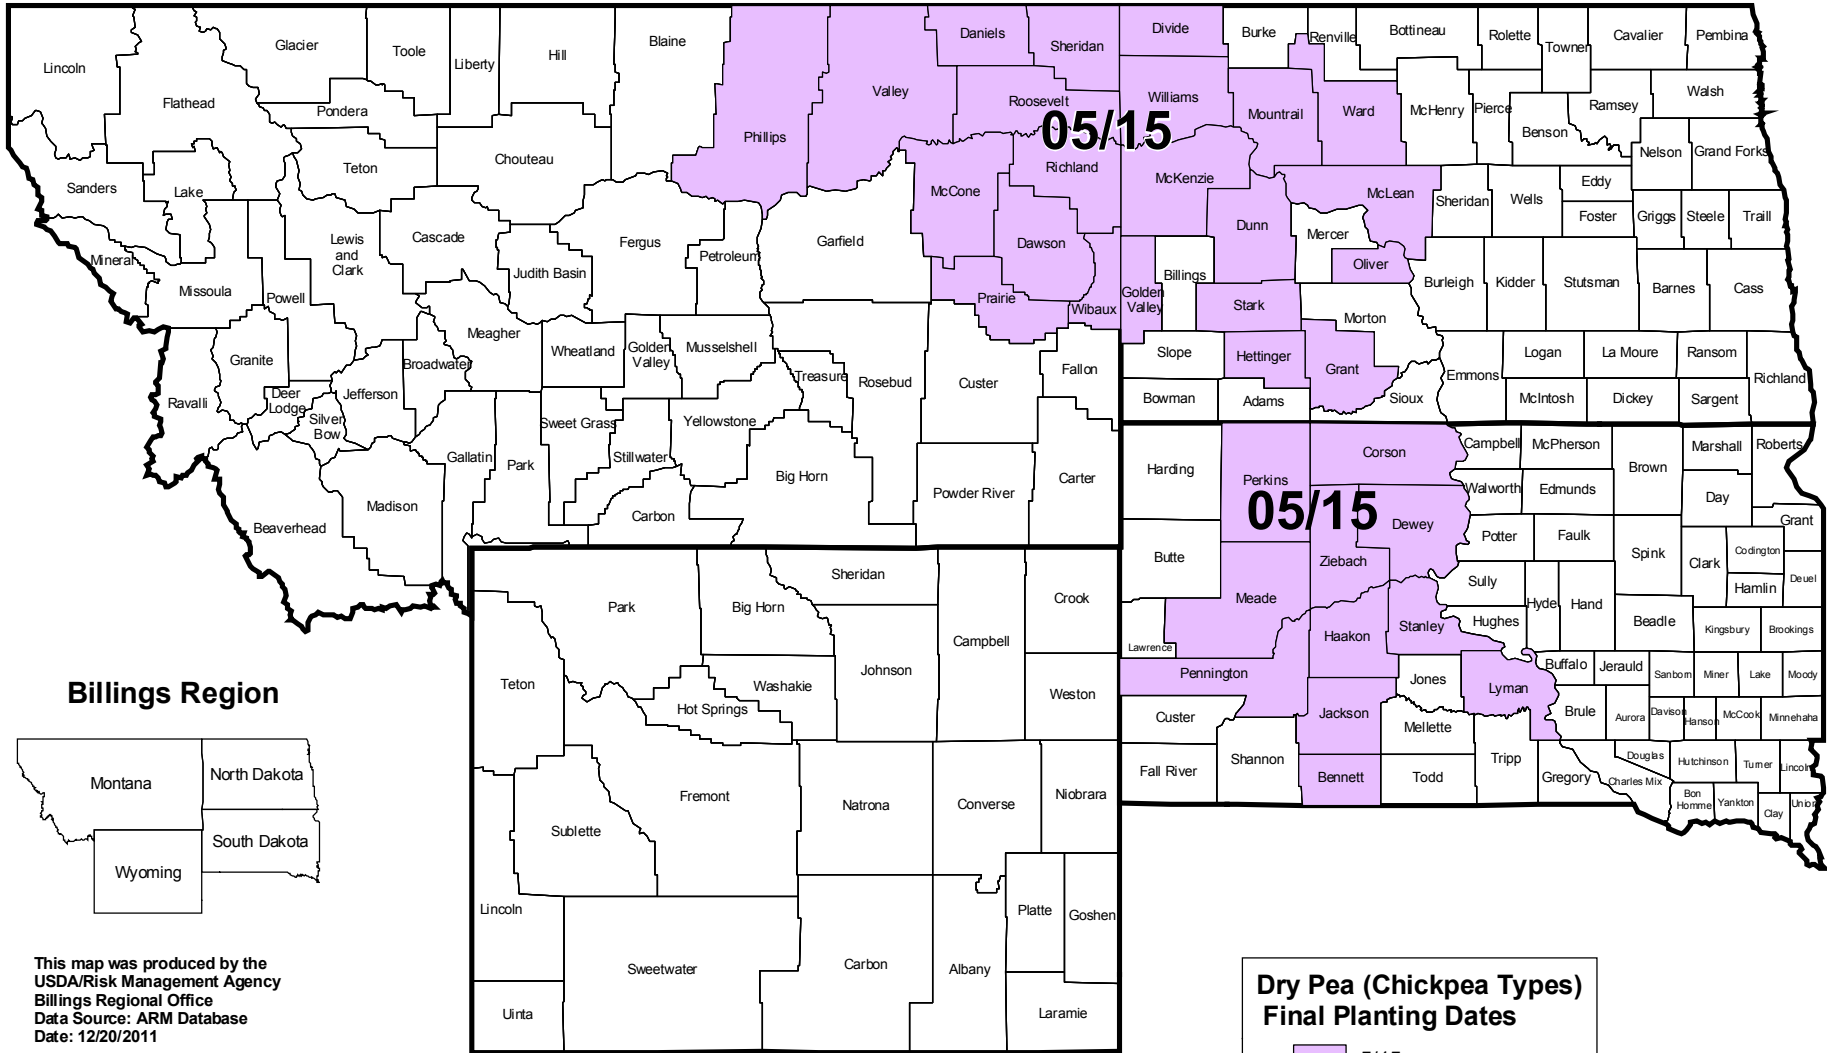 Lincoln
Flathead
Glacier
Toole
Liberty
Hill
Blaine
Phillips
Valley
Daniels
Sheridan
Roosevelt
Pondera
Teton
Chouteau
Sanders
Lake
Mineral
Missoula
Powell
Lewis
and
Clark
Cascade
Judith Basin
Fergus
Petroleum
Garfield
McCone
Richland
Dawson
Prairie
Wibaux
05/15
Granite
Ravalli
Deer
Lodge
Silver
Bow
Jefferson
Broadwater
Meagher
Wheatland
Golden
Valley
Musselshell
Treasure
Rosebud
Custer
Fallon
Beaverhead
Madison
Gallatin
Park
Sweet Grass
Stillwater
Yellowstone
Carbon
Big Horn
Powder River
Carter
Divide
Burke
Renville
Bottineau
Rolette
Towner
Cavalier
Pembina
Williams
Mountrail
Ward
McHenry
Pierce
Benson
Ramsey
Walsh
Nelson
Grand Forks
McKenzie
Dunn
McLean
Mercer
Oliver
Sheridan
Wells
Eddy
Foster
Griggs
Steele
Traill
Golden
Valley
Billings
Stark
Morton
Burleigh
Kidder
Stutsman
Barnes
Cass
Slope
Hettinger
Grant
Bowman
Adams
Sioux
Emmons
Logan
La Moure
Ransom
Richland
McIntosh
Dickey
Sargent
Harding
Perkins
Corson
Campbell
McPherson
Brown
Marshall
Roberts
Walworth
Edmunds
Day
05/15
Dewey
Ziebach
Butte
Meade
Potter
Faulk
Spink
Clark
Codington
Grant
Hamlin
Deuel
Sully
Hyde
Hand
Beadle
Kingsbury
Brookings
Lawrence
Pennington
Haakon
Stanley
Hughes
Jones
Lyman
Buffalo
Jerauld
Sanborn
Miner
Lake
Moody
Custer
Jackson
Mellette
Brule
Aurora
Davison
Hanson
McCook
Minnehaha
Fall River
Shannon
Bennett
Todd
Tripp
Gregory
Charles Mix
Douglas
Hutchinson
Turner
Lincoln
Bon
Homme
Yankton
Clay
Union
Park
Big Horn
Sheridan
Crook
Campbell
Johnson
Weston
Teton
Hot Springs
Washakie
Fremont
Sublette
Natrona
Converse
Niobrara
Lincoln
Sweetwater
Carbon
Albany
Platte
Goshen
Uinta
Laramie
Billings Region
Montana
North Dakota
South Dakota
Wyoming
This map was produced by the
USDA/Risk Management Agency
Billings Regional Office
Data Source: ARM Database
Date: 12/20/2011
Dry Pea (Chickpea Types)
Final Planting Dates